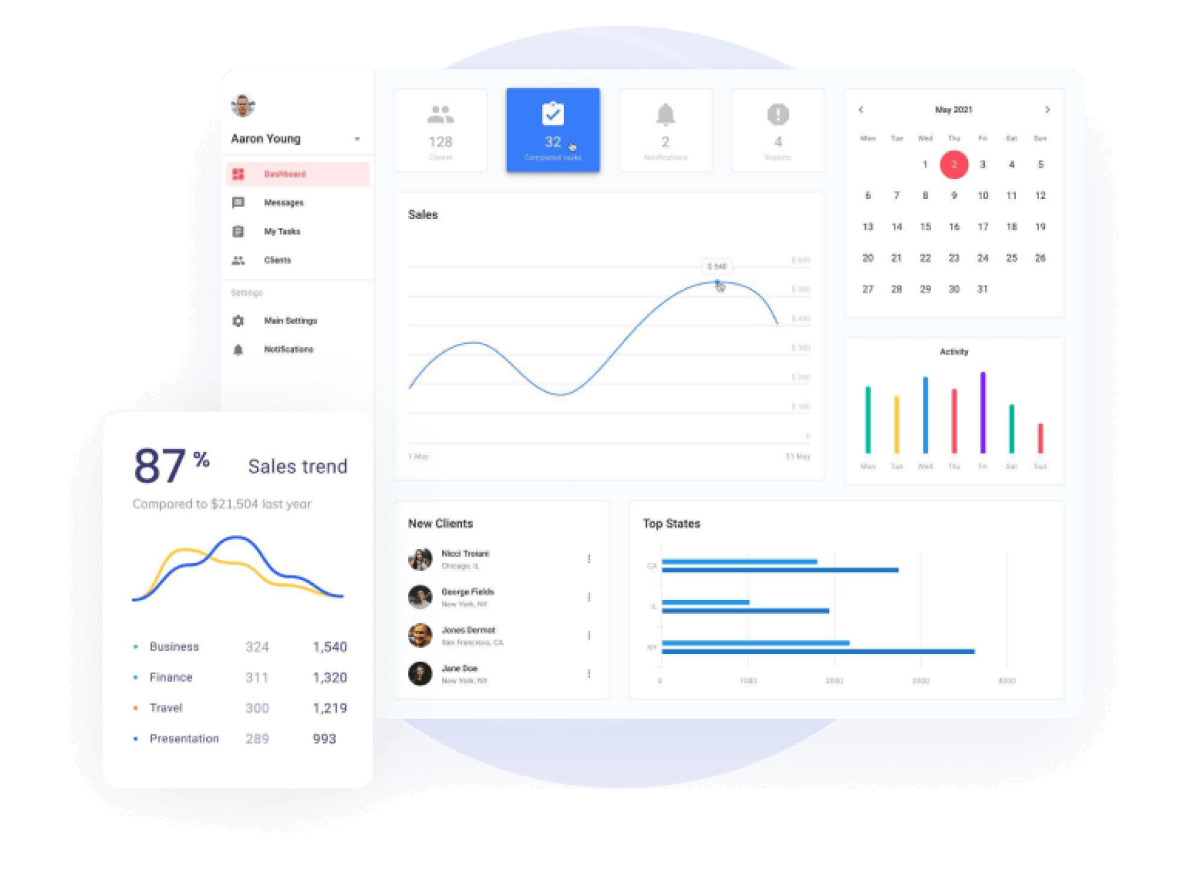 Aaron Young
Dashboard
Messages
My Tasks
Clients
Settings
Main Settings
Notifications
128
Clients
32
Completed tasks
2
Notifications
4
Reports
Sales
$ 540
$ 600
$ 500
$ 400
$ 300
$ 200
$ 100
0
1 May
31 May
May 2021
Mon Tue Wed Thu Fri Sat Sun
1 2 3 4 5
6 7 8 9 10 11 12
13 14 15 16 17 18 19
20 21 22 23 24 25 26
27 28 29 30 31
Activity
Mon Tue Wed Thu Fri Sat Sun
87 %
Sales trend
Compared to $21,504 last year
Business 324 1,540
Finance 311 1,320
Travel 300 1,219
Presentation 289 993
New Clients
Nicci Troiani
Chicago, IL
George Fields
New York, NY
Jones Dermot
San Francisco, CA
Jane Doe
New York, NY
Top States
CA
IL
NY
0 1000 2000 3000 4000